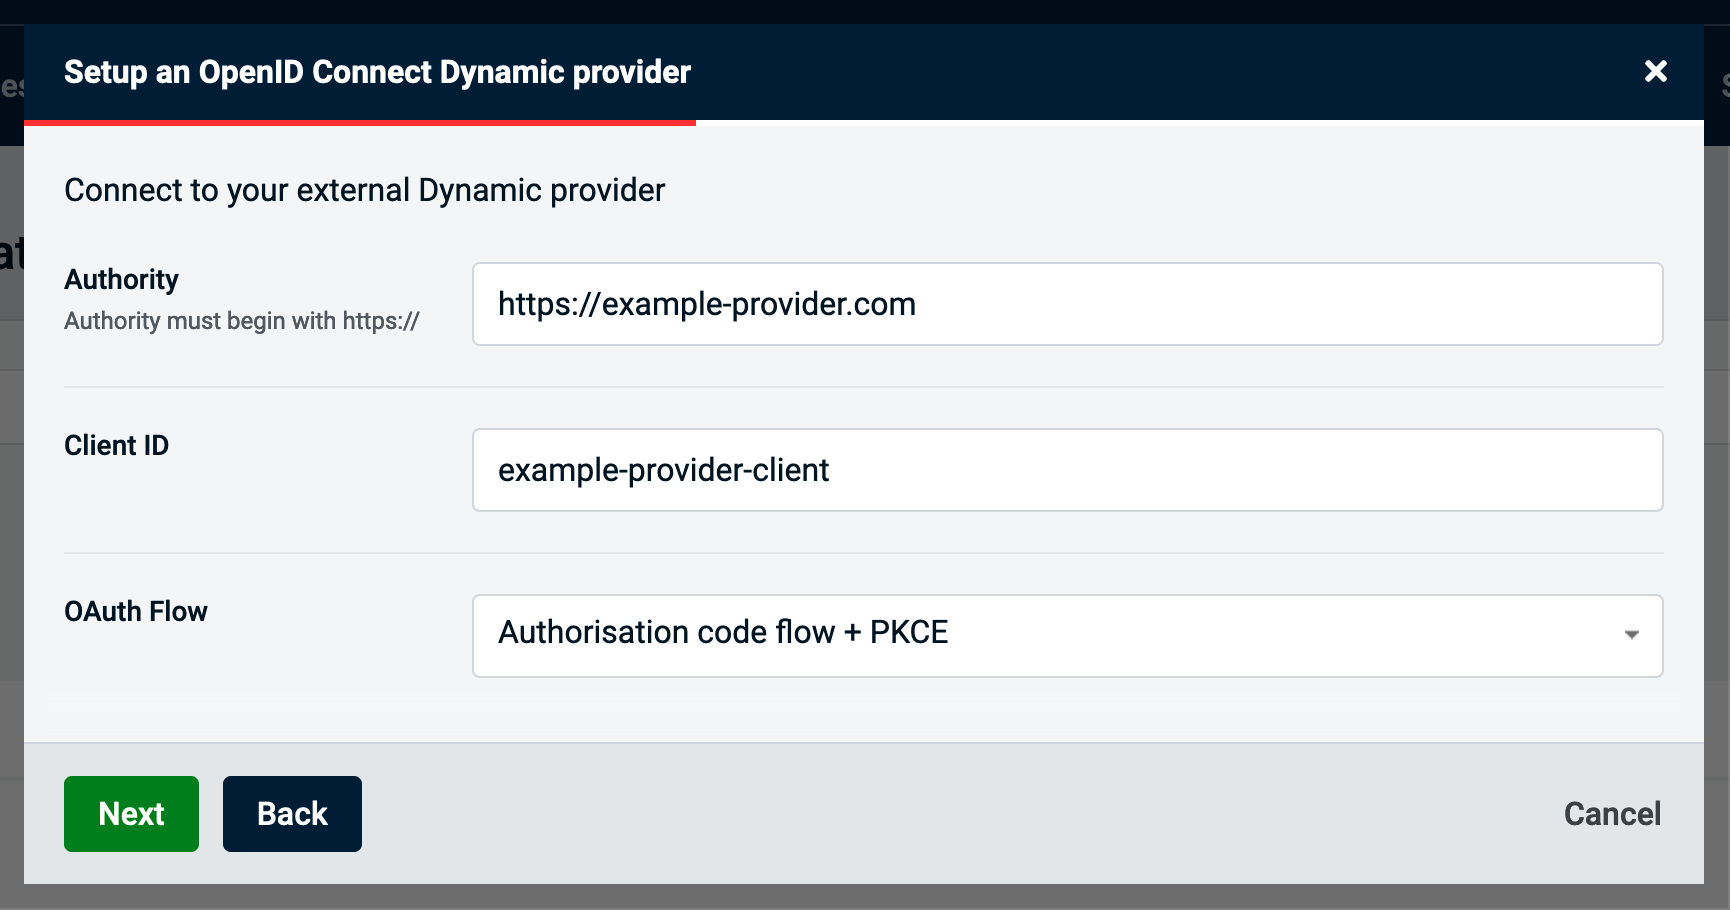 Setup an OpenID Connect Dynamic provider
Connect to your external Dynamic provider
Authority
https://example-provider.com
Authority must begin with https://
Client ID
example-provider-client
OAuth Flow
Authorisation code flow + PKCE
Next
Back
Cancel